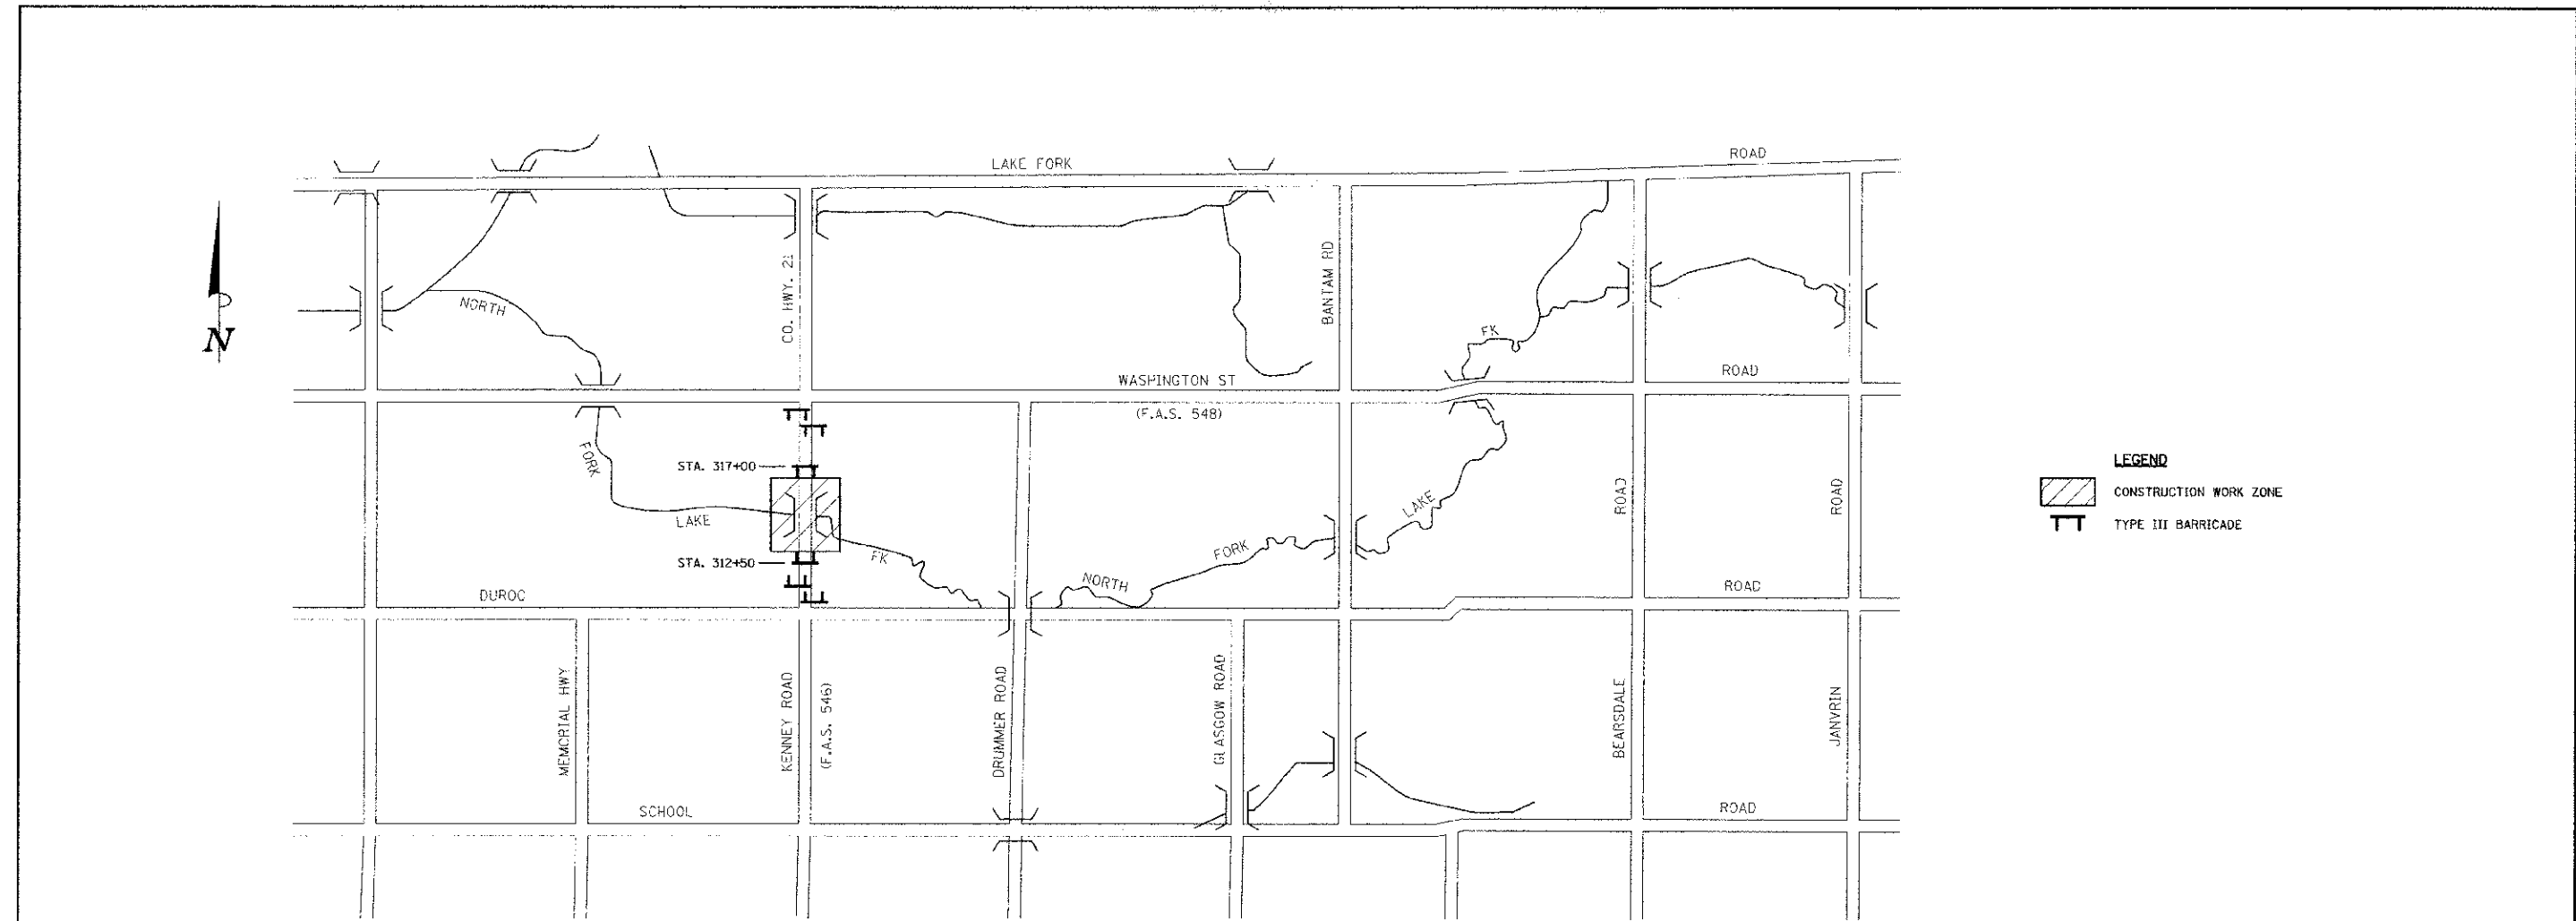 LAKE FORK
ROAD
N
NORTH
CO. HWY. 21
BANTAM RD
FK
WASHINGTON ST
ROAD
(F.A.S. 548)
FORK
STA. 317+00
LAKE
FK
STA. 312+50
DUROC
NORTH
FORK
LAKE
ROAD
ROAD
ROAD
LEGEND
CONSTRUCTION WORK ZONE
TYPE III BARRICADE
MEMORIAL HWY
KENNEY ROAD
(F.A.S. 546)
DRUMMER ROAD
GLASGOW ROAD
BEARSDALE
JANVRIN
SCHOOL
ROAD